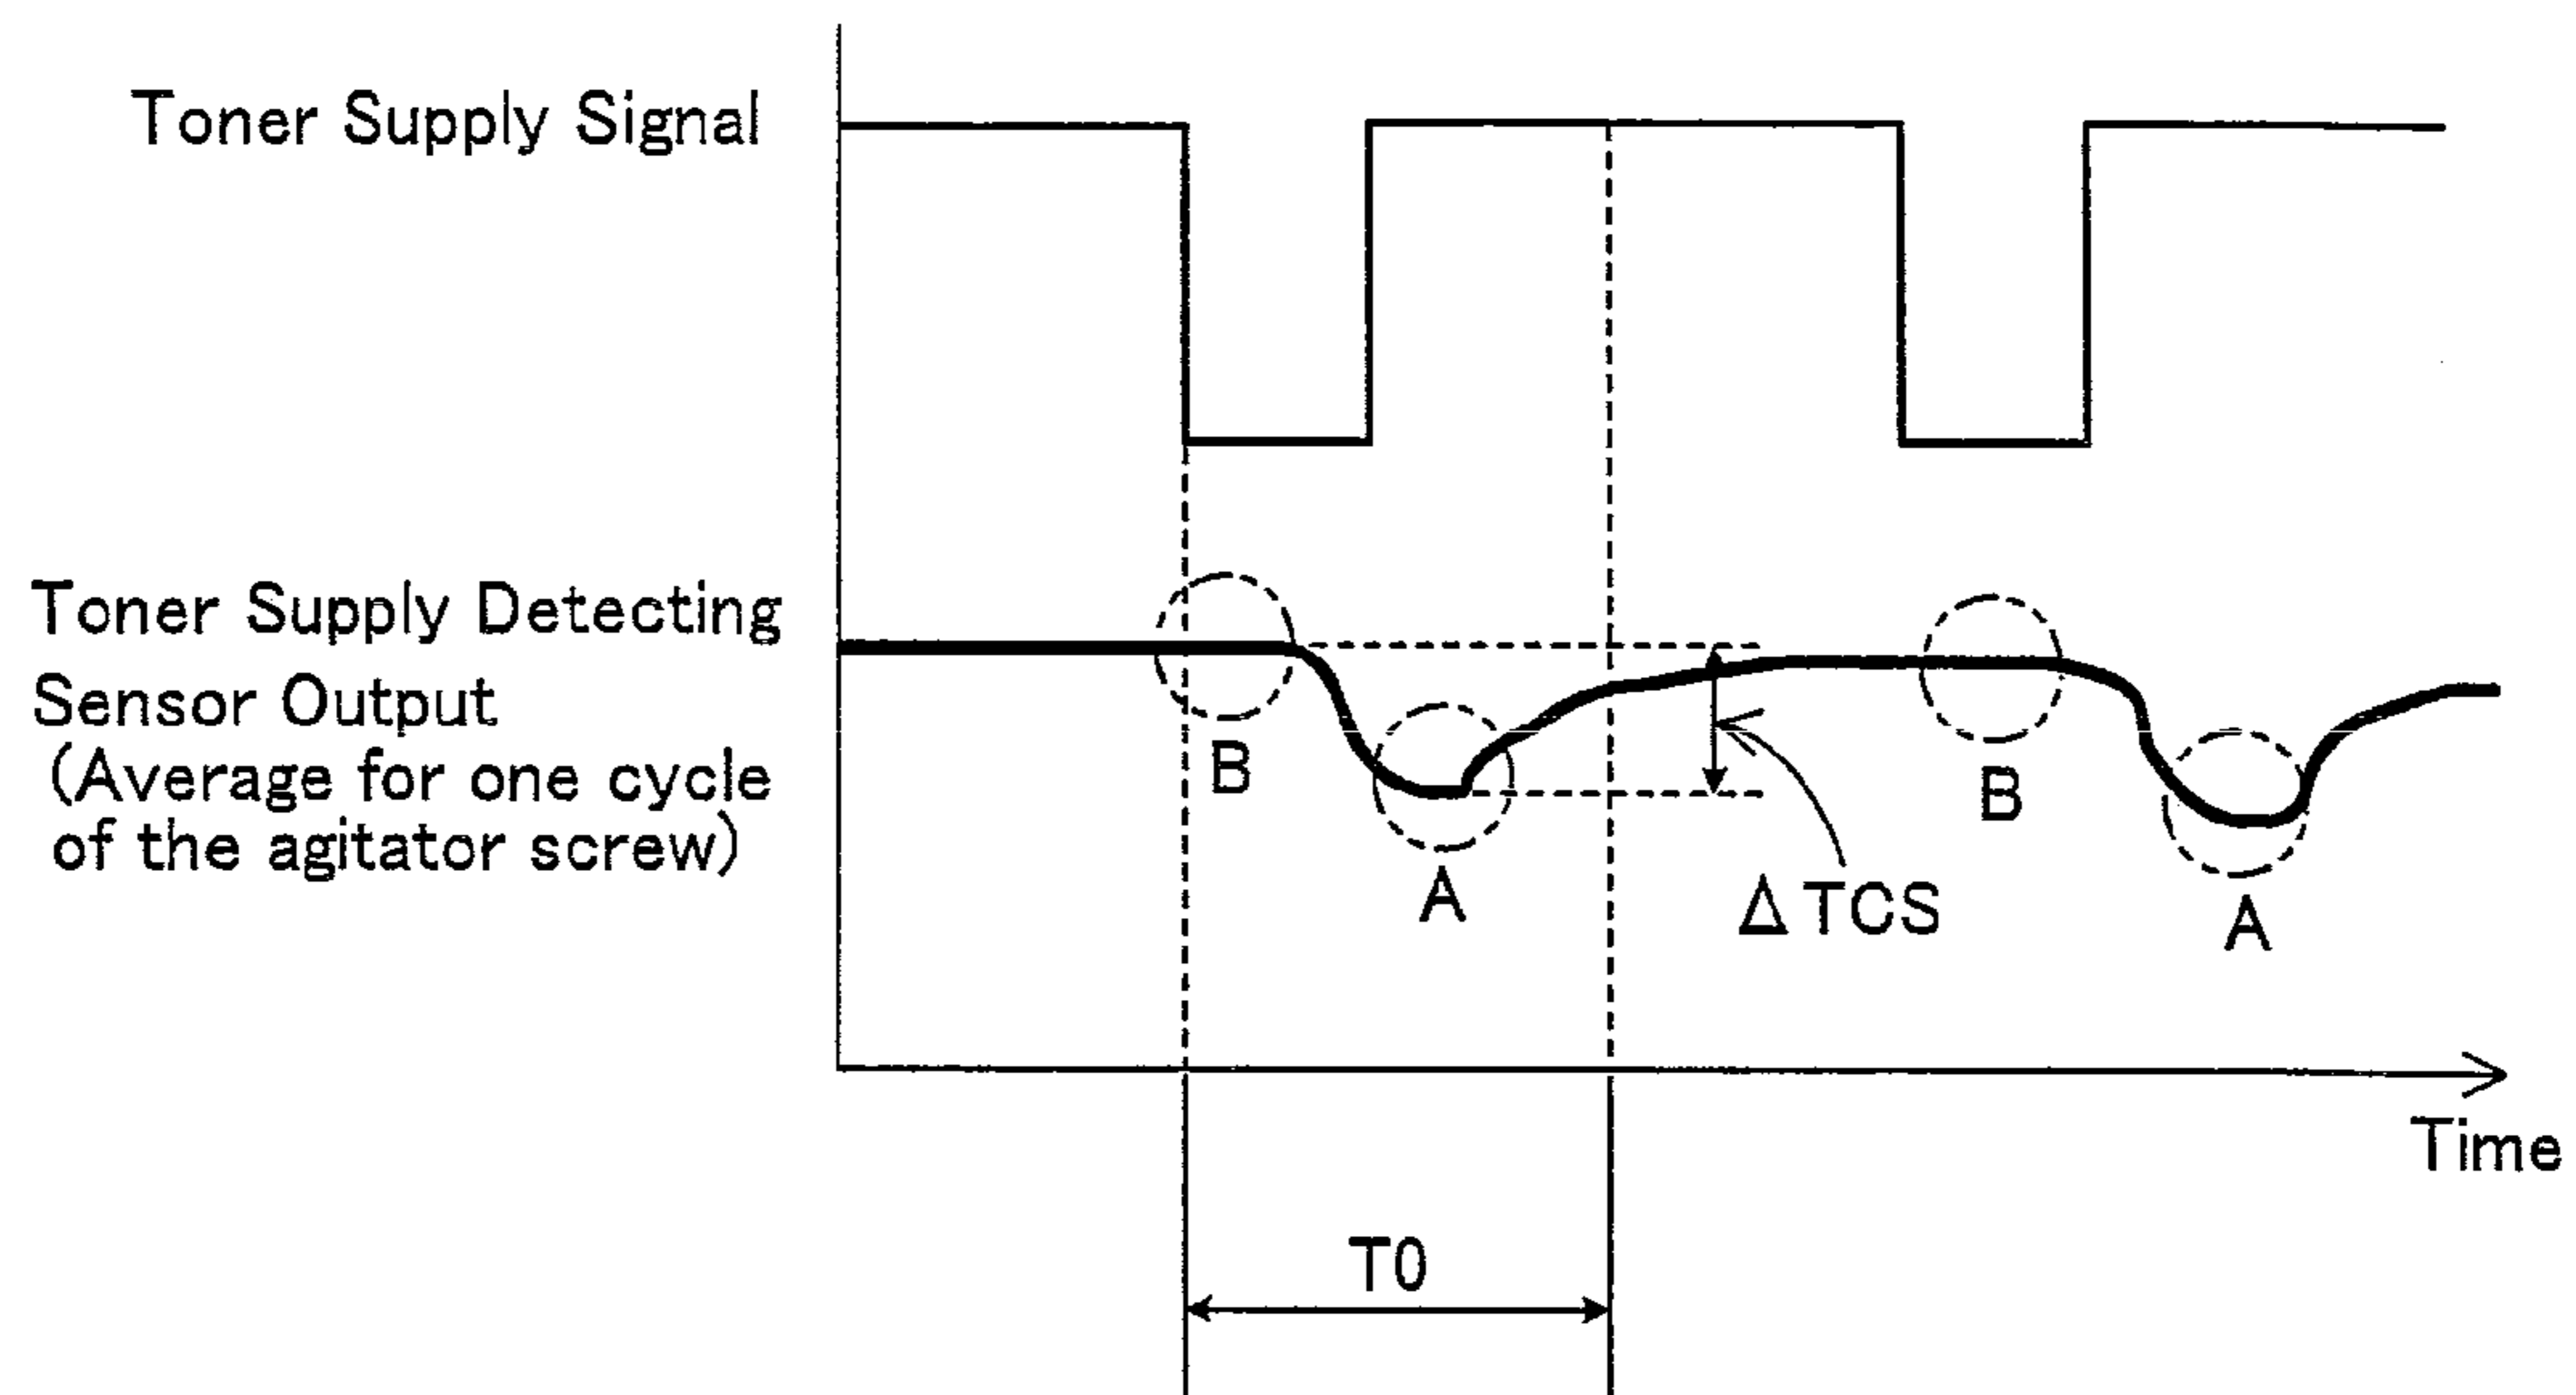 Toner Supply Signal
Toner Supply Detecting
Sensor Output
(Average for one cycle
of the agitator screw)
B
A
ΔTCS
B
A
Time
T0